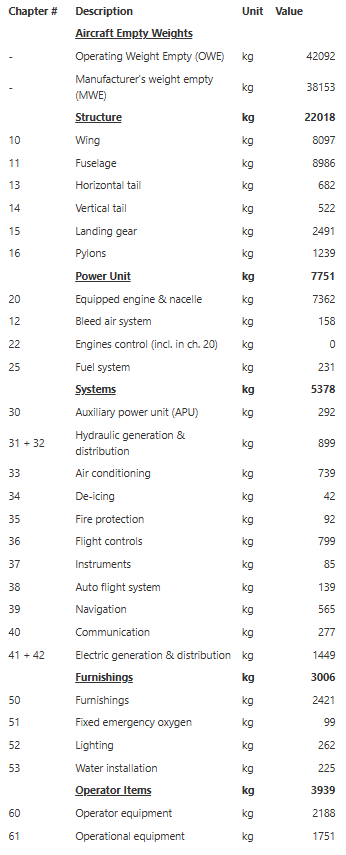 Chapter # Description Unit Value
Aircraft Empty Weights
- Operating Weight Empty (OWE) kg 42092
- Manufacturer's weight empty (MWE) kg 38153
Structure kg 22018
10 Wing kg 8097
11 Fuselage kg 8986
13 Horizontal tail kg 682
14 Vertical tail kg 522
15 Landing gear kg 2491
16 Pylons kg 1239
Power Unit kg 7751
20 Equipped engine & nacelle kg 7362
12 Bleed air system kg 158
22 Engines control (incl. in ch. 20) kg 0
25 Fuel system kg 231
Systems kg 5378
30 Auxiliary power unit (APU) kg 292
31 + 32 Hydraulic generation & distribution kg 899
33 Air conditioning kg 739
34 De-icing kg 42
35 Fire protection kg 92
36 Flight controls kg 799
37 Instruments kg 85
38 Auto flight system kg 139
39 Navigation kg 565
40 Communication kg 277
41 + 42 Electric generation & distribution kg 1449
Furnishings kg 3006
50 Furnishings kg 2421
51 Fixed emergency oxygen kg 99
52 Lighting kg 262
53 Water installation kg 225
Operator Items kg 3939
60 Operator equipment kg 2188
61 Operational equipment kg 1751